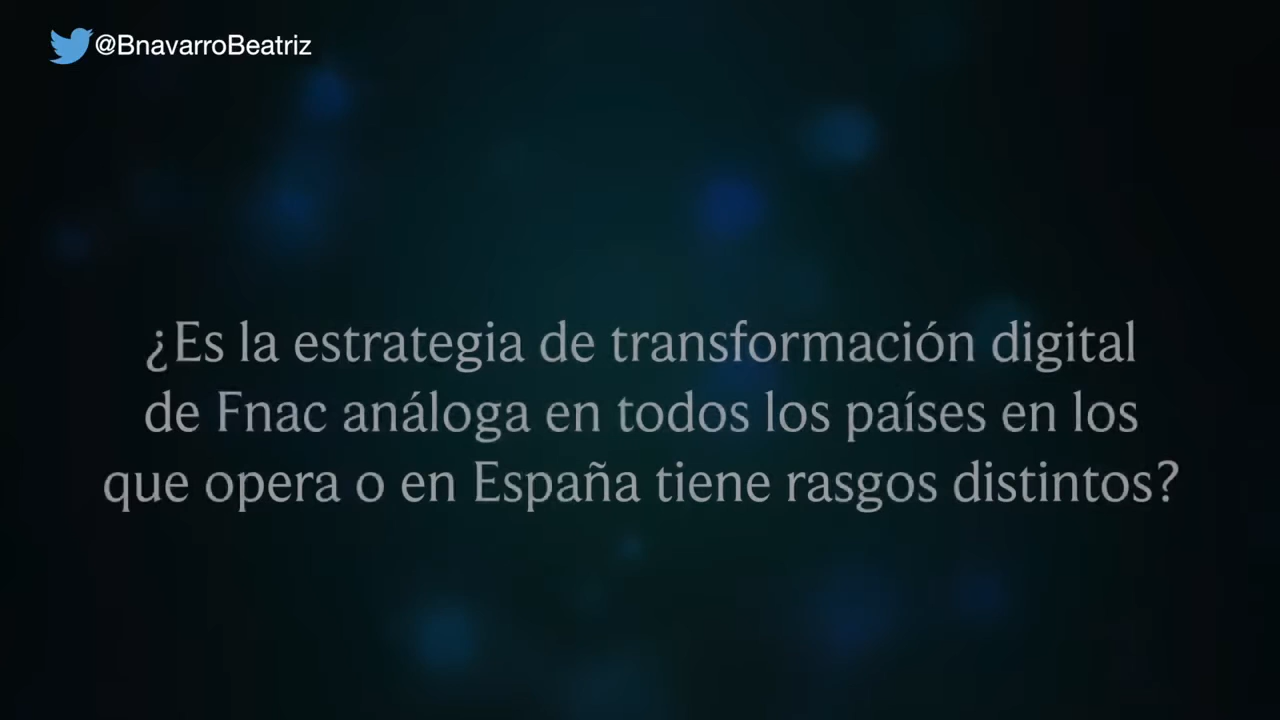 @BnavarroBeatriz
¿Es la estrategia de transformación digital
de Fnac análoga en todos los países en los
que opera o en España tiene rasgos distintos?